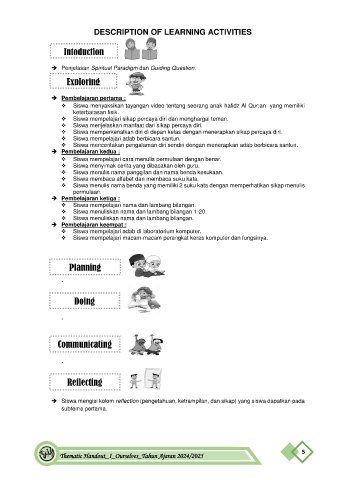 DESCRIPTION OF LEARNING ACTIVITIES
Intoduction
➔ Penjelasan Spiritual Paradigm dan Guiding Question.
Exploring
➔ Pembelajaran pertama :
❖ Siswa menyaksikan tayangan video tentang seorang anak hafidz Al Qur;an yang memiliki
keterbatasan fisik.
❖ Siswa mempelajari sikap percaya diri dan menghargai teman.
❖ Siswa menjelaskan manfaat dari sikap percaya diri.
❖ Siswa memperkenalkan diri di depan kelas dengan menerapkan sikap percaya diri.
❖ Siswa mempelajari adab berbicara santun.
❖ Siswa menceritakan pengalaman diri sendiri dengan menerapkan adab berbicara santun.
➔ Pembelajaran kedua :
❖ Siswa mempelajari cara menulis permulaan dengan benar.
❖ Siswa menyimak cerita yang dibacakan oleh guru.
❖ Siswa menulis nama panggilan dan nama benda kesukaan.
❖ Siswa membaca alfabet dan membaca suku kata.
❖ Siswa menulis nama benda yang memiliki 2 suku kata dengan memperhatikan sikap menulis
permulaan.
➔ Pembelajaran ketiga :
❖ Siswa mempelajari nama dan lambang bilangan.
❖ Siswa menuliskan nama dan lambang bilangan 1-20.
❖ Siswa menuliskan nama dan lambang bilangan.
➔ Pembelajaran keempat :
❖ Siswa mempelajari adab di laboratorium komputer.
❖ Siswa mempelajari macam-macam perangkat keras komputer dan fungsinya.
Planning
-
Doing
-
Communicating
-
Reflecting
➔ Siswa mengisi kolom reflection (pengetahuan, ketrampilan, dan sikap) yang siswa dapatkan pada
subtema pertama.
Thematic Handout_1_Ourselves_Tahun Ajaran 2024/2025
5